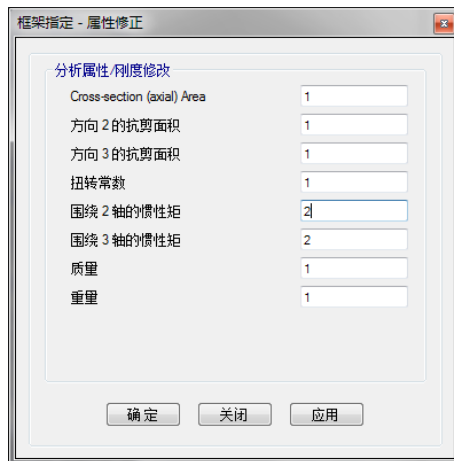 框架指定 - 属性修正
分析属性/刚度修改
Cross-section (axial) Area 1
方向 2 的抗剪面积 1
方向 3 的抗剪面积 1
扭转常数 1
围绕 2 轴的惯性矩 2
围绕 3 轴的惯性矩 2
质量 1
重量 1
确定 关闭 应用